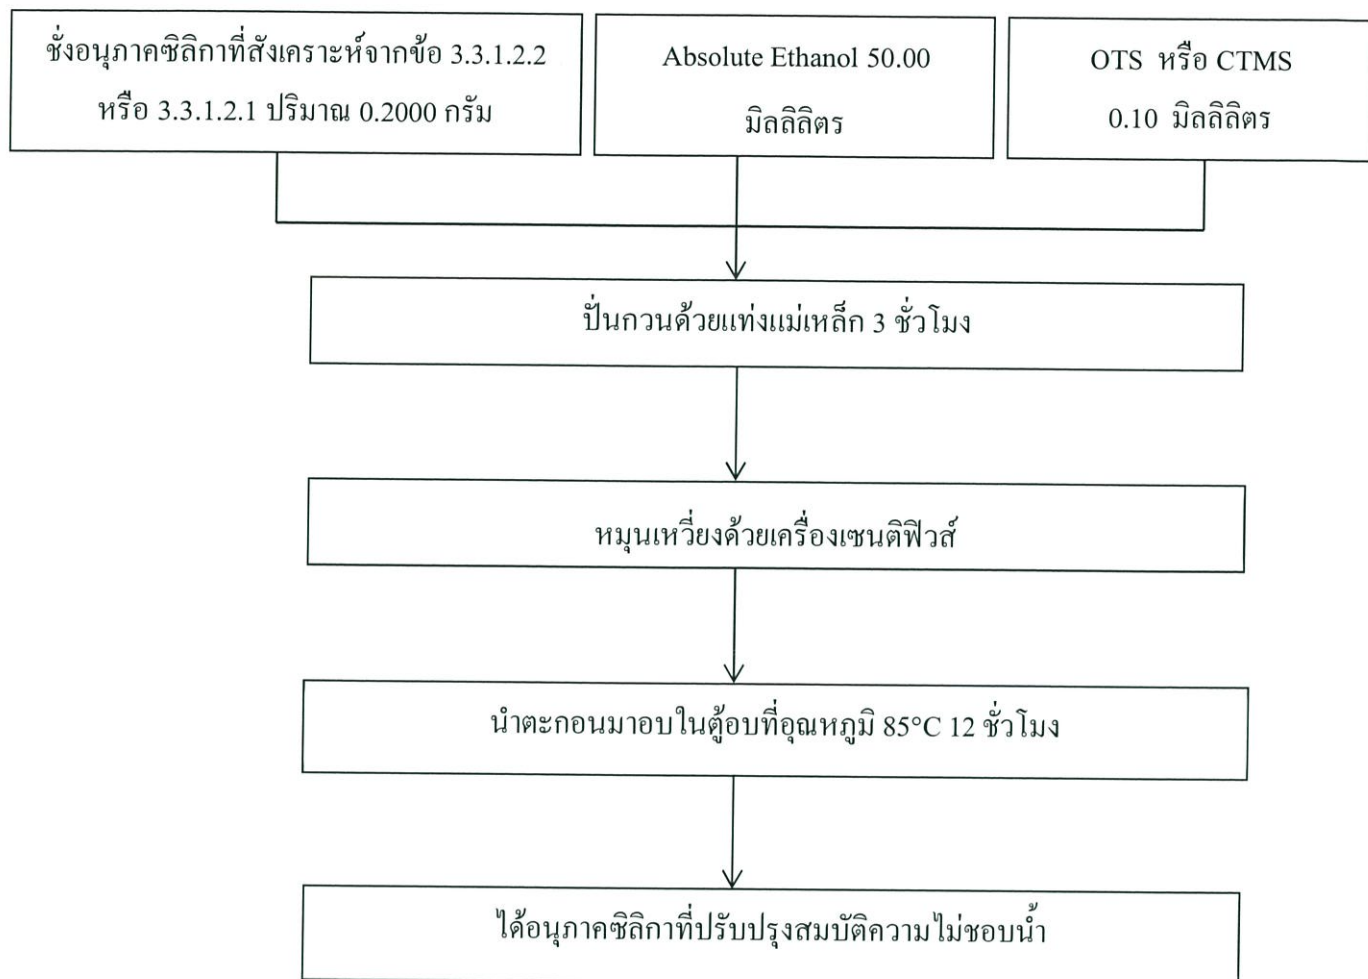 ชั่งอนุภาคซิลิกาที่สังเคราะห์จากข้อ 3.3.1.2.2
หรือ 3.3.1.2.1 ปริมาณ 0.2000 กรัม
Absolute Ethanol 50.00
มิลลิลิตร
OTS หรือ CTMS
0.10 มิลลิลิตร
ปั่นกวนด้วยแท่งแม่เหล็ก 3 ชั่วโมง
หมุนเหวี่ยงด้วยเครื่องเซนติฟิวส์
นำตะกอนมาอบในตู้อบที่อุณหภูมิ 85°C 12 ชั่วโมง
ได้อนุภาคซิลิกาที่ปรับปรุงสมบัติความไม่ชอบน้ำ